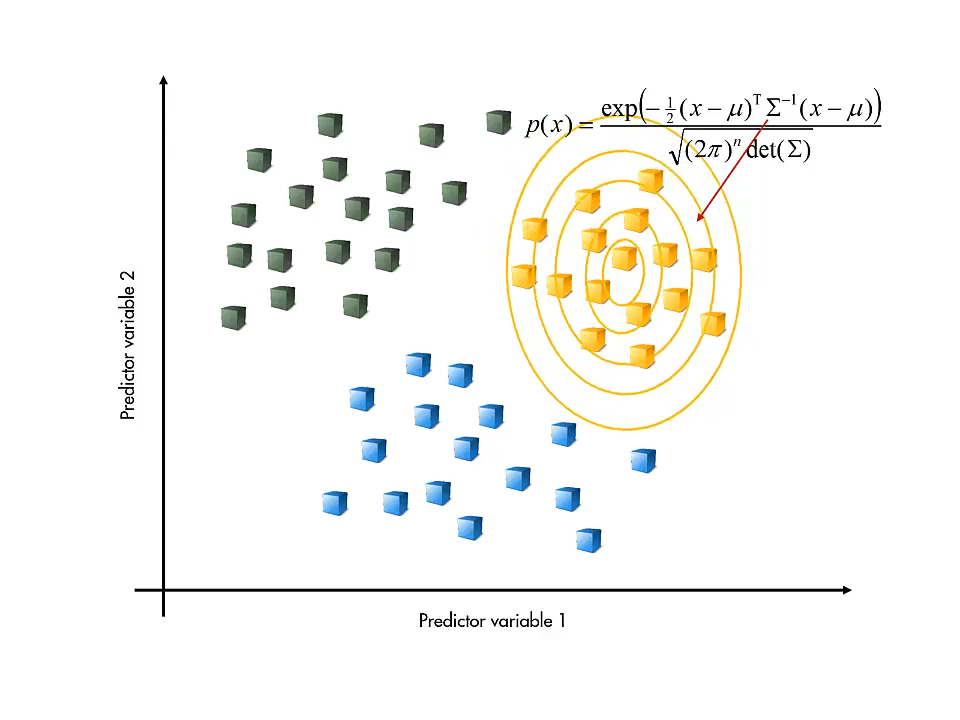 p(x) = exp(−½(x − μ)ᵀ Σ⁻¹(x − μ)) / √((2π)ⁿ det(Σ))
Predictor variable 2
Predictor variable 1